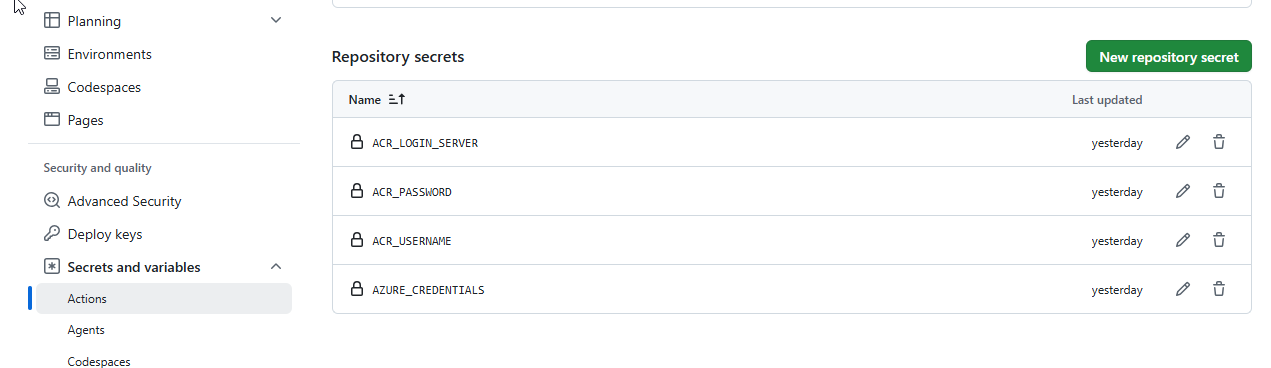 Planning
Environments
Codespaces
Pages
Security and quality
Advanced Security
Deploy keys
Secrets and variables
Actions
Agents
Codespaces
Repository secrets
New repository secret
Name Last updated
ACR_LOGIN_SERVER yesterday
ACR_PASSWORD yesterday
ACR_USERNAME yesterday
AZURE_CREDENTIALS yesterday